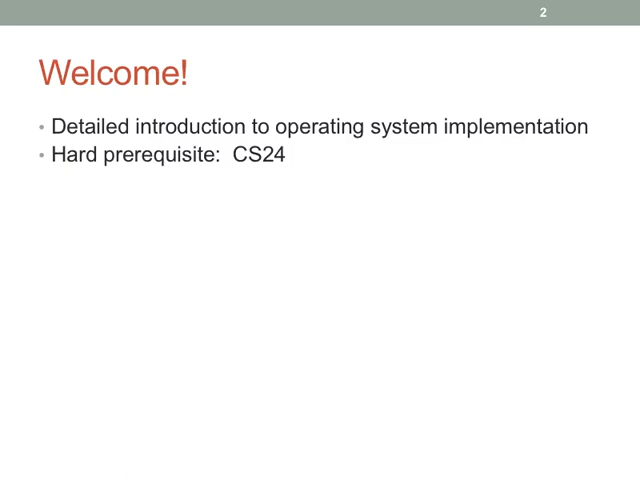 2
Welcome!
• Detailed introduction to operating system implementation
• Hard prerequisite:  CS24